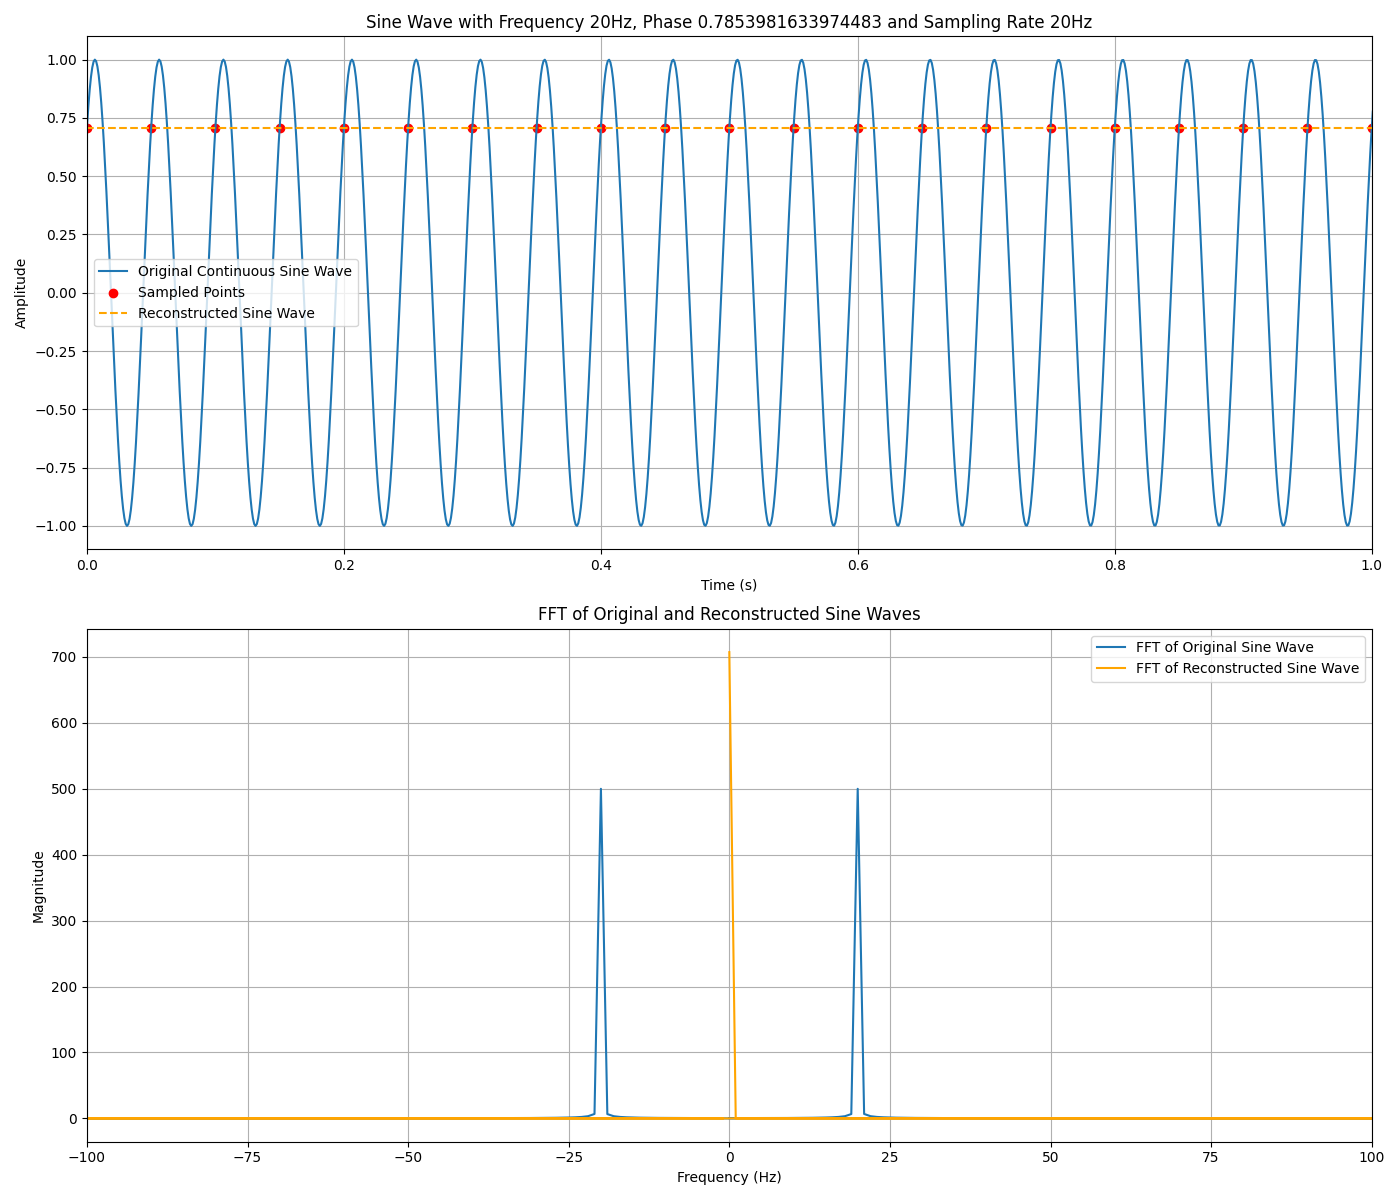 Sine Wave with Frequency 20Hz, Phase 0.7853981633974483 and Sampling Rate 20Hz
1.00
0.75
0.50
0.25
0.00
−0.25
−0.50
−0.75
−1.00
Amplitude
Original Continuous Sine Wave
Sampled Points
Reconstructed Sine Wave
0.0 0.2 0.4 0.6 0.8 1.0
Time (s)
FFT of Original and Reconstructed Sine Waves
700
600
500
400
300
200
100
0
Magnitude
FFT of Original Sine Wave
FFT of Reconstructed Sine Wave
−100 −75 −50 −25 0 25 50 75 100
Frequency (Hz)